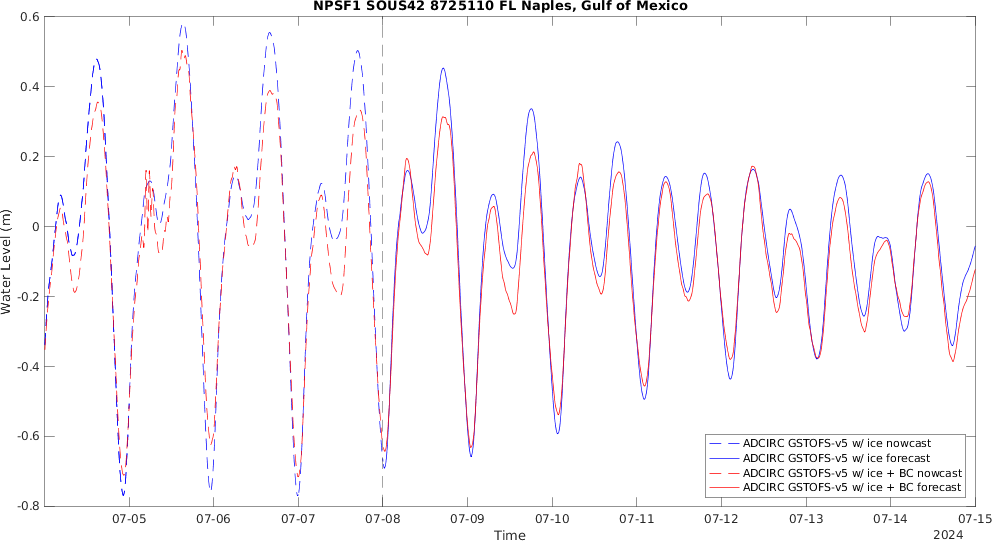 NPSF1 SOUS42 8725110 FL Naples, Gulf of Mexico
0.6
0.4
0.2
0
-0.2
-0.4
-0.6
-0.8
Water Level (m)
ADCIRC GSTOFS-v5 w/ ice nowcast
ADCIRC GSTOFS-v5 w/ ice forecast
ADCIRC GSTOFS-v5 w/ ice + BC nowcast
ADCIRC GSTOFS-v5 w/ ice + BC forecast
07-05 07-06 07-07 07-08 07-09 07-10 07-11 07-12 07-13 07-14 07-15
Time
2024